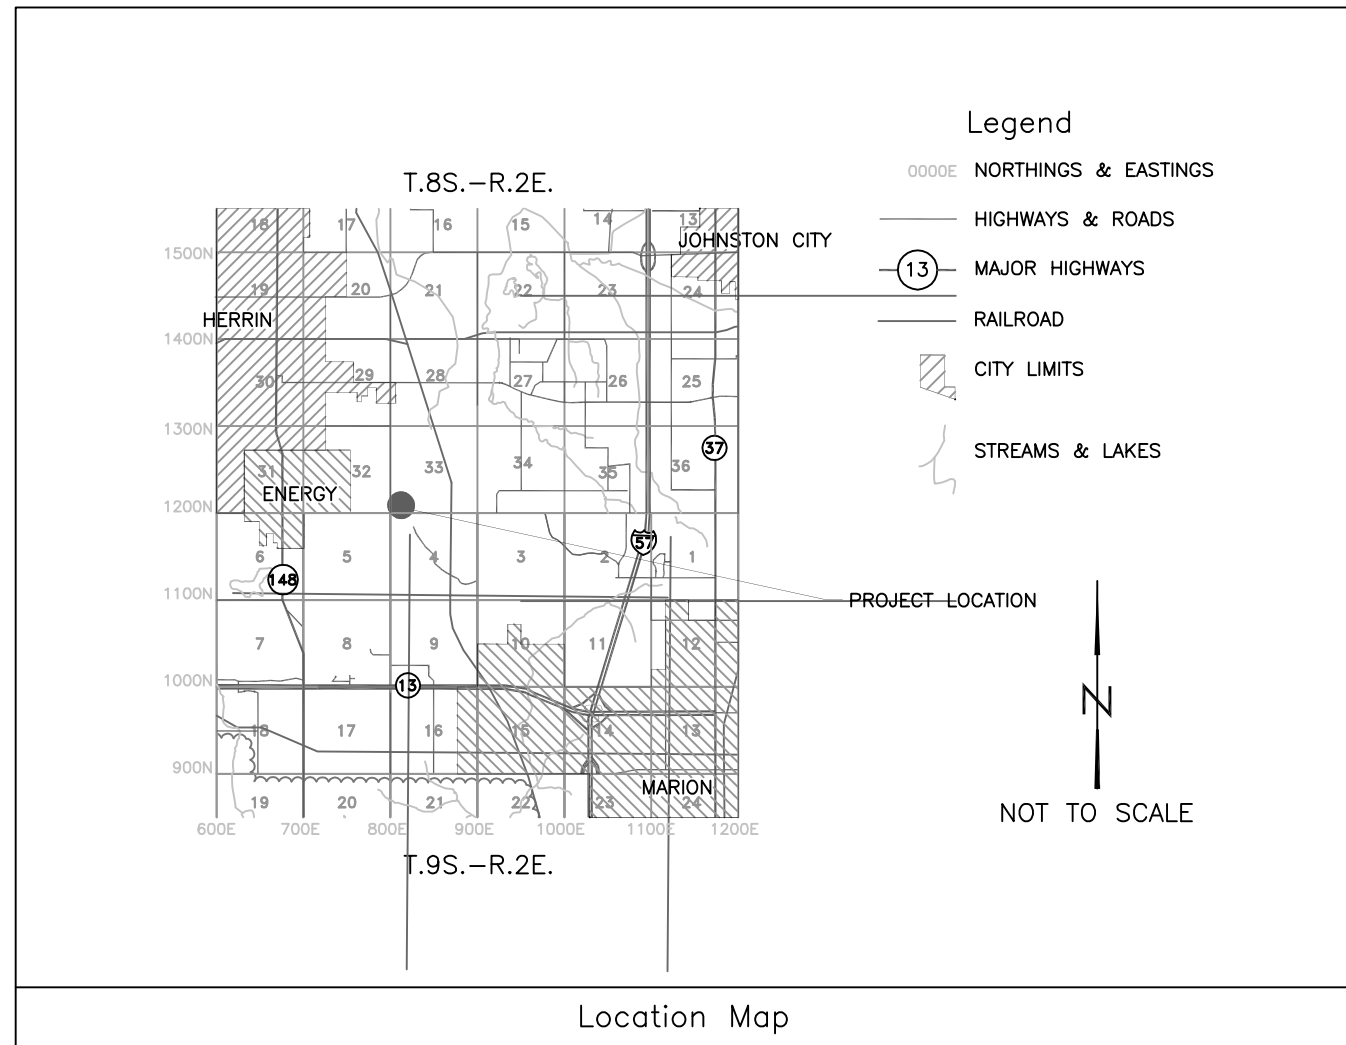 Legend
0000E NORTHINGS & EASTINGS
HIGHWAYS & ROADS
13 MAJOR HIGHWAYS
RAILROAD
CITY LIMITS
STREAMS & LAKES
T.8S.-R.2E.
18 17 16 15 14 13
JOHNSTON CITY
1500N
19 20 21 22 23 24
HERRIN
1400N
30 29 28 27 26 25
1300N
37
31 32 33 34 35 36
ENERGY
1200N
57
6 5 4 3 2 1
148
1100N
PROJECT LOCATION
7 8 9 10 11 12
1000N
13
18 17 16 15 14 13
900N
MARION
19 20 21 22 23 24
600E 700E 800E 900E 1000E 1100E 1200E
T.9S.-R.2E.
N
NOT TO SCALE
Location Map